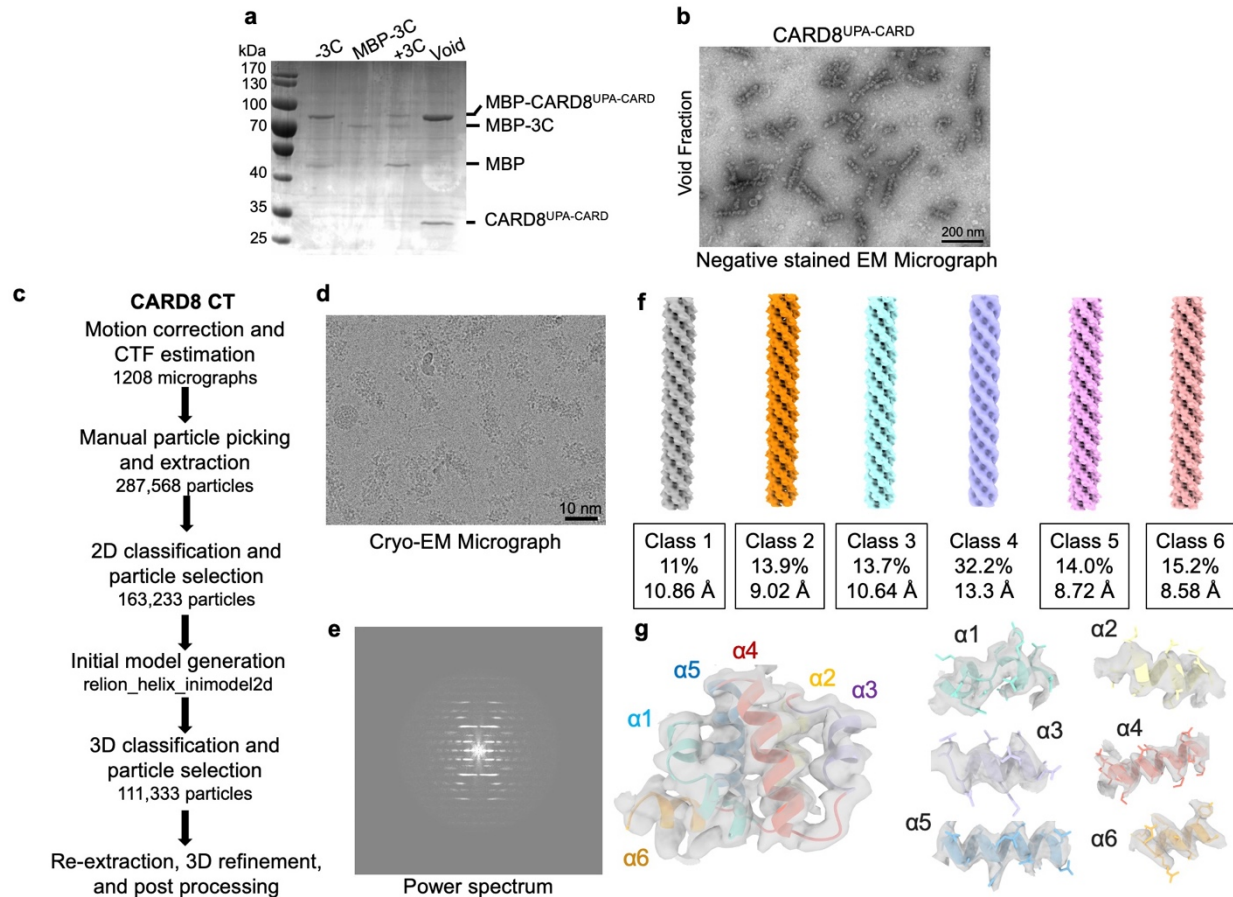 a
kDa
-3C MBP-3C +3C Void
170
130
100
70
40
35
25
MBP-CARD8UPA-CARD
MBP-3C
MBP
CARD8UPA-CARD
b
CARD8UPA-CARD
Void Fraction
200 nm
Negative stained EM Micrograph
c
CARD8 CT
Motion correction and
CTF estimation
1208 micrographs
Manual particle picking
and extraction
287,568 particles
2D classification and
particle selection
163,233 particles
Initial model generation
relion_helix_inimodel2d
3D classification and
particle selection
111,333 particles
Re-extraction, 3D refinement,
and post processing
d
10 nm
Cryo-EM Micrograph
e
Power spectrum
f
Class 1
11%
10.86 Å
Class 2
13.9%
9.02 Å
Class 3
13.7%
10.64 Å
Class 4
32.2%
13.3 Å
Class 5
14.0%
8.72 Å
Class 6
15.2%
8.58 Å
g
α4
α5
α2
α3
α1
α6
α1
α2
α3
α4
α5
α6